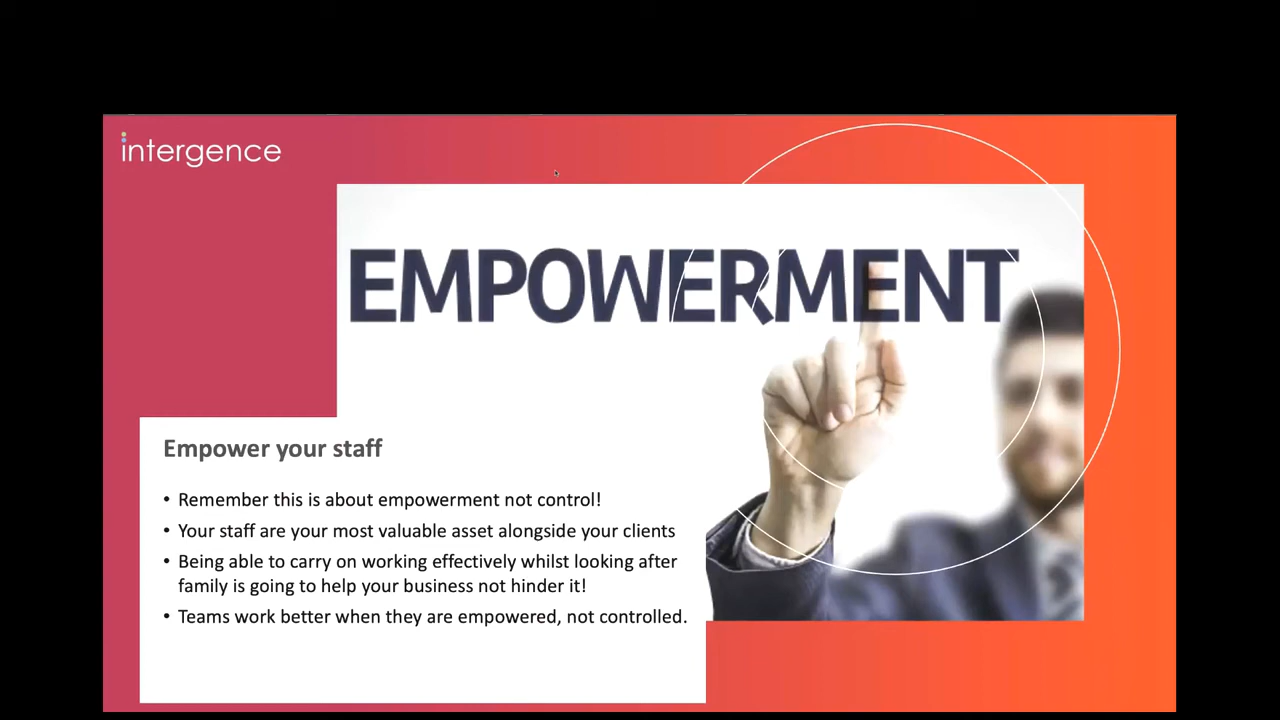 intergence
EMPOWERMENT
Empower your staff
• Remember this is about empowerment not control!
• Your staff are your most valuable asset alongside your clients
• Being able to carry on working effectively whilst looking after
family is going to help your business not hinder it!
• Teams work better when they are empowered, not controlled.